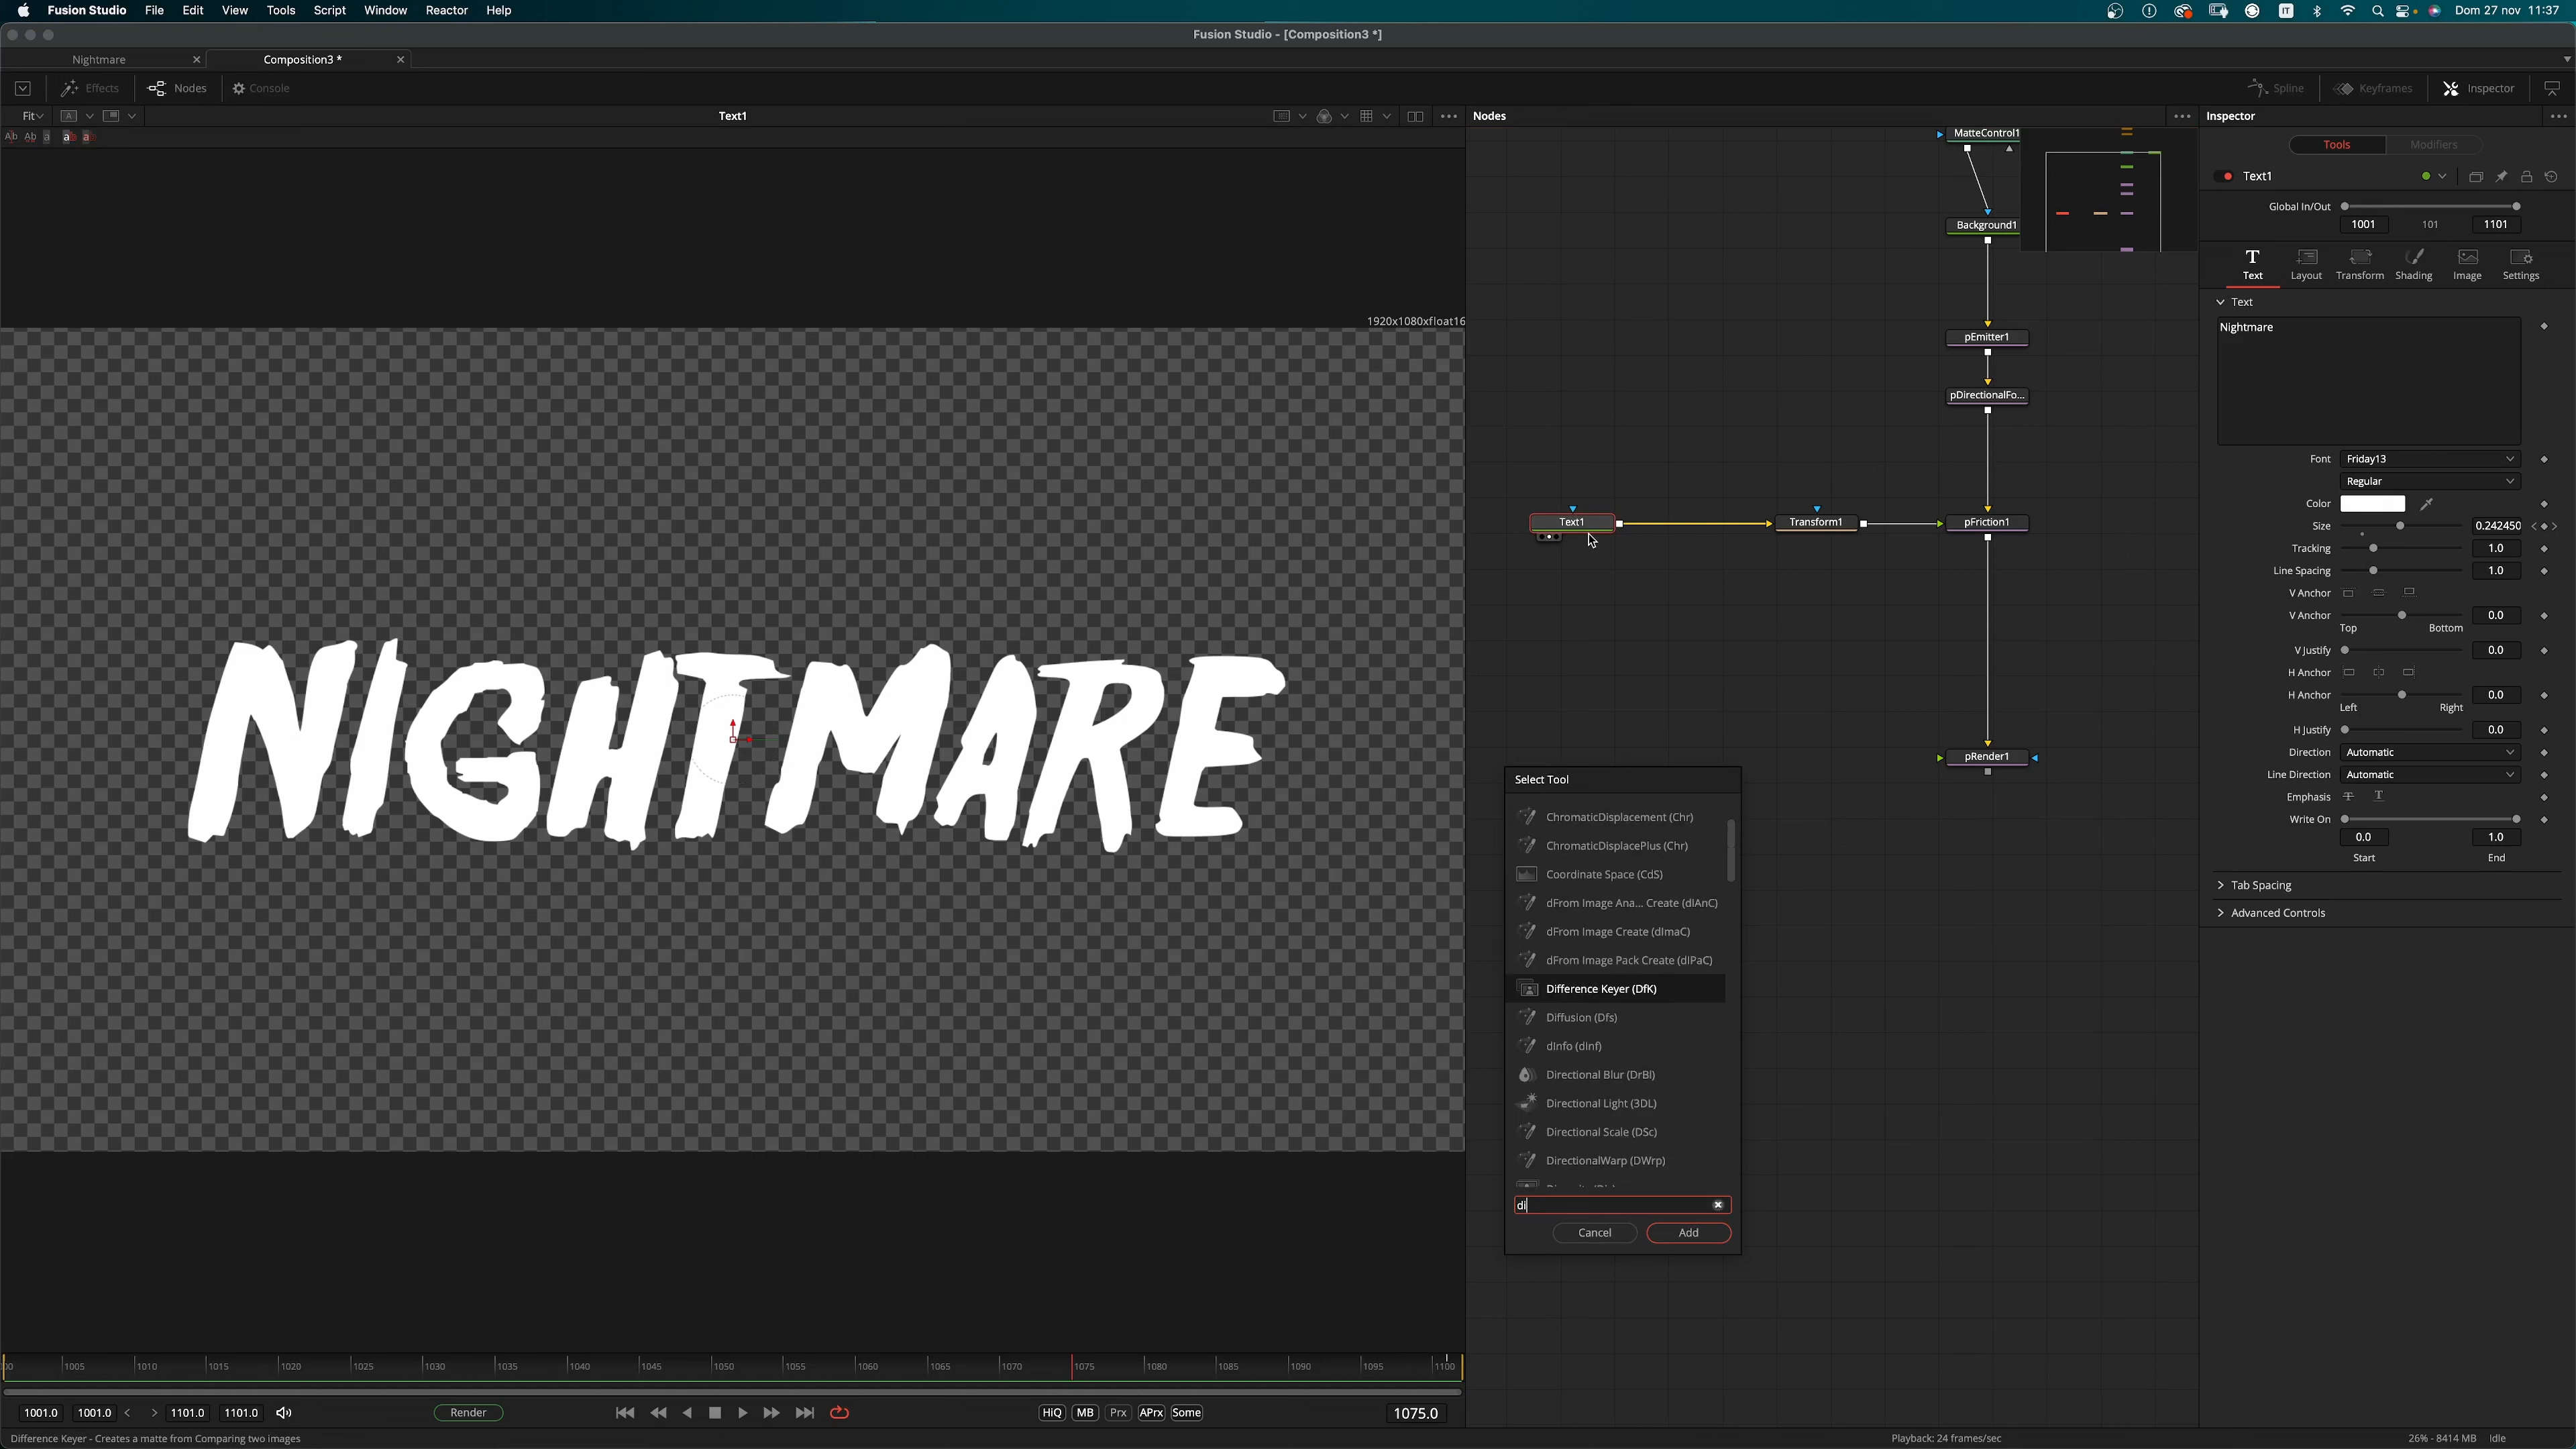 Fusion Studio File Edit View Tools Script Window Reactor Help IT Dom 27 nov 11:37
Fusion Studio - [Composition3 *]
Nightmare Composition3 *
Effects Nodes Console Spline Keyframes Inspector
Fit A Text1 Nodes Inspector
Ab Ab a ab a
Tools Modifiers
MatteControl1
Text1
Global In/Out
1001 101 1101
Background1
Text Layout Transform Shading Image Settings
Text
1920x1080xfloat16
Nightmare
pEmitter1
pDirectionalFo...
Font Friday13
Regular
Color
Text1 Transform1 pFriction1
Size 0.242450
Tracking 1.0
Line Spacing 1.0
V Anchor
V Anchor 0.0
Top Bottom
V Justify 0.0
H Anchor
H Anchor 0.0
Left Right
H Justify 0.0
Direction Automatic
Line Direction Automatic
Emphasis T T
Write On
0.0 1.0
Start End
Tab Spacing
Advanced Controls
NIGHTMARE
pRender1
Select Tool
ChromaticDisplacement (Chr)
ChromaticDisplacePlus (Chr)
Coordinate Space (CdS)
dFrom Image Ana... Create (dIAnC)
dFrom Image Create (dImaC)
dFrom Image Pack Create (dIPaC)
Difference Keyer (DfK)
Diffusion (Dfs)
dInfo (dInf)
Directional Blur (DrBl)
Directional Light (3DL)
Directional Scale (DSc)
DirectionalWarp (DWrp)
di
Cancel Add
1005 1010 1015 1020 1025 1030 1035 1040 1045 1050 1055 1060 1065 1070 1075 1080 1085 1090 1095 1100
1001.0 1001.0 < > 1101.0 1101.0 Render HiQ MB Prx APrx Some 1075.0
Difference Keyer - Creates a matte from Comparing two images Playback: 24 frames/sec 26% - 8414 MB Idle